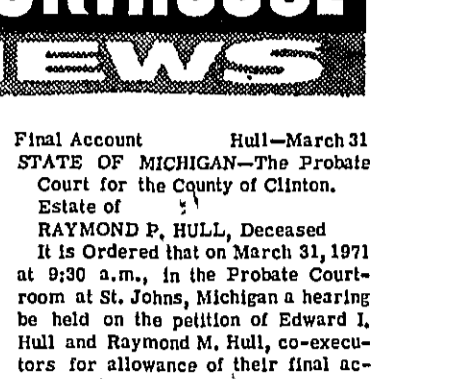 EWS
Final Account Hull—March 31
STATE OF MICHIGAN—The Probate
Court for the County of Clinton.
Estate of
RAYMOND P. HULL, Deceased
It is Ordered that on March 31, 1971
at 9:30 a.m., in the Probate Court-
room at St. Johns, Michigan a hearing
be held on the petition of Edward I.
Hull and Raymond M. Hull, co-execu-
tors for allowance of their final ac-